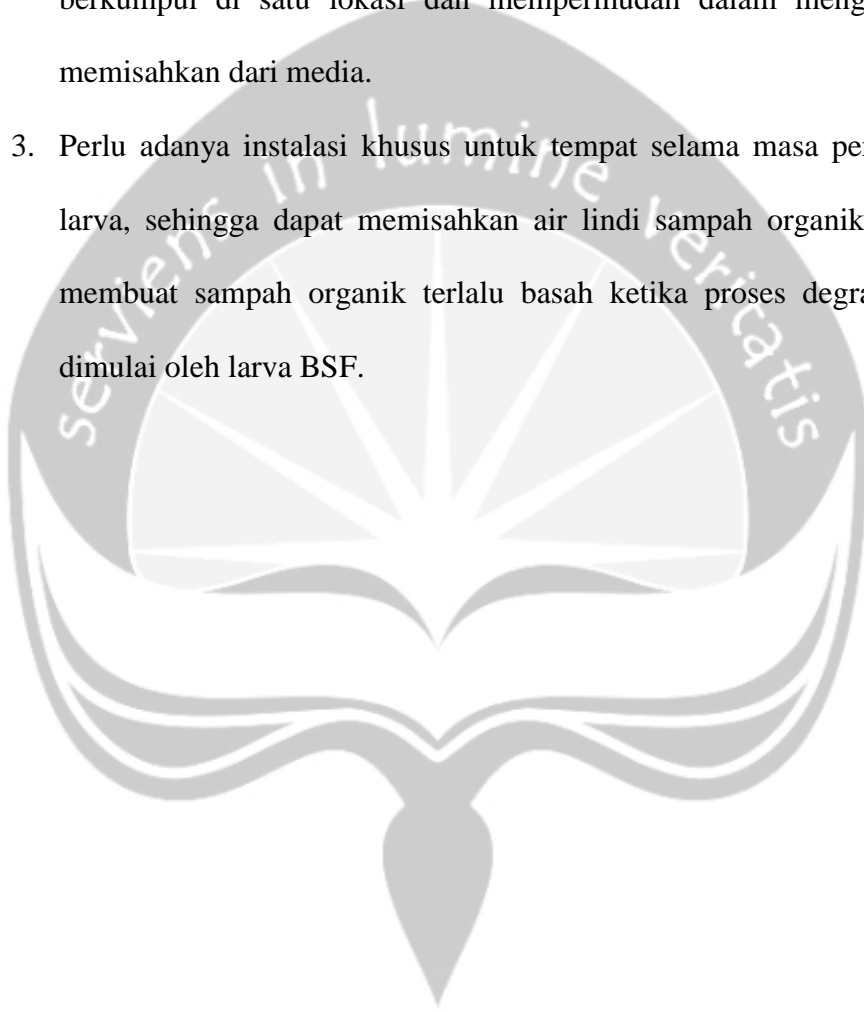 berkumpul di satu lokasi dan mempermudah dalam meng
memisahkan dari media.
3. Perlu adanya instalasi khusus untuk tempat selama masa per
larva, sehingga dapat memisahkan air lindi sampah organik
membuat sampah organik terlalu basah ketika proses degra
dimulai oleh larva BSF.
serviens in lumine veritatis